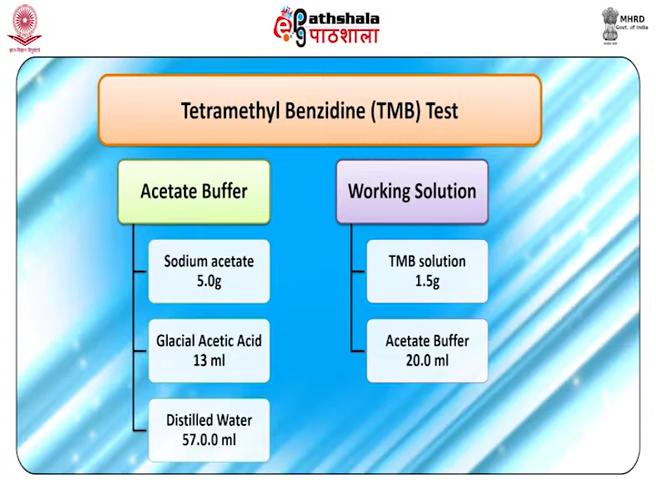 Pathshala
पाठशाला
MHRD
Govt. of India
Tetramethyl Benzidine (TMB) Test
Acetate Buffer
Sodium acetate
5.0g
Glacial Acetic Acid
13 ml
Distilled Water
57.0.0 ml
Working Solution
TMB solution
1.5g
Acetate Buffer
20.0 ml